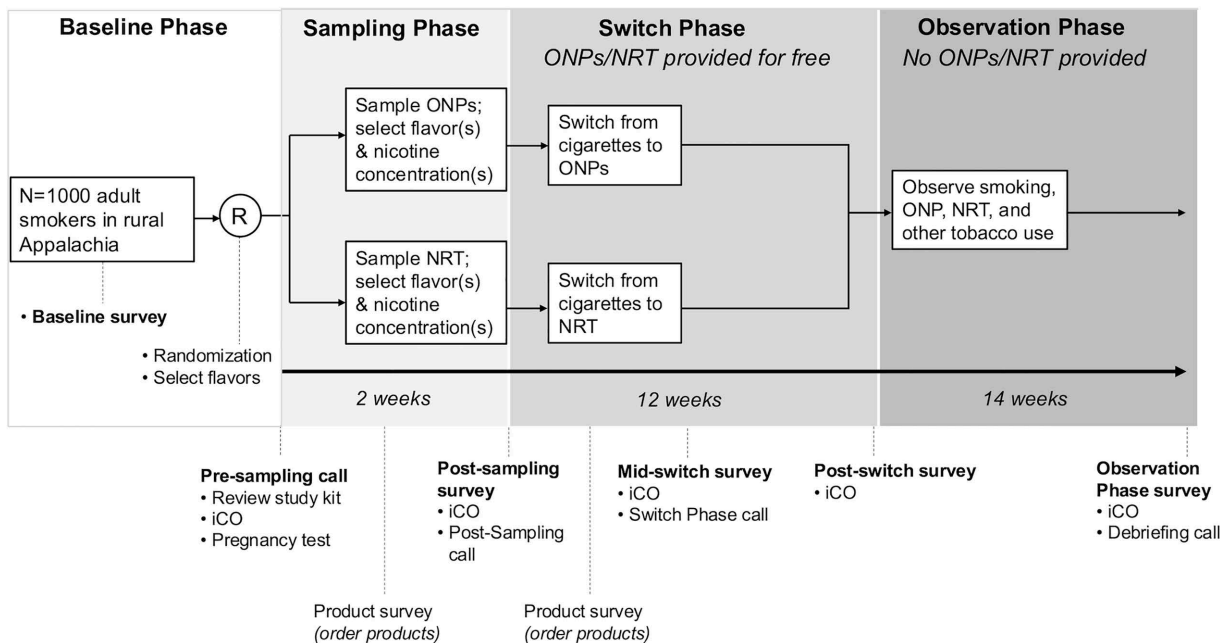 Baseline Phase
Sampling Phase
Switch Phase
ONPs/NRT provided for free
Observation Phase
No ONPs/NRT provided
N=1000 adult
smokers in rural
Appalachia
R
Sample ONPs;
select flavor(s)
& nicotine
concentration(s)
Switch from
cigarettes to
ONPs
Sample NRT;
select flavor(s)
& nicotine
concentration(s)
Switch from
cigarettes to
NRT
Observe smoking,
ONP, NRT, and
other tobacco use
• Baseline survey
• Randomization
• Select flavors
2 weeks
12 weeks
14 weeks
Pre-sampling call
• Review study kit
• iCO
• Pregnancy test
Post-sampling
survey
• iCO
• Post-Sampling
call
Mid-switch survey
• iCO
• Switch Phase call
Post-switch survey
• iCO
Observation
Phase survey
• iCO
• Debriefing call
Product survey
(order products)
Product survey
(order products)